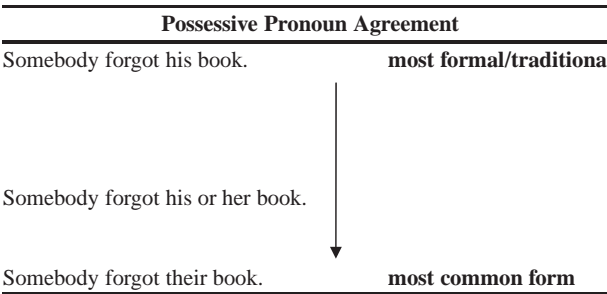 Possessive Pronoun Agreement
Somebody forgot his book. most formal/traditiona
Somebody forgot his or her book.
Somebody forgot their book. most common form